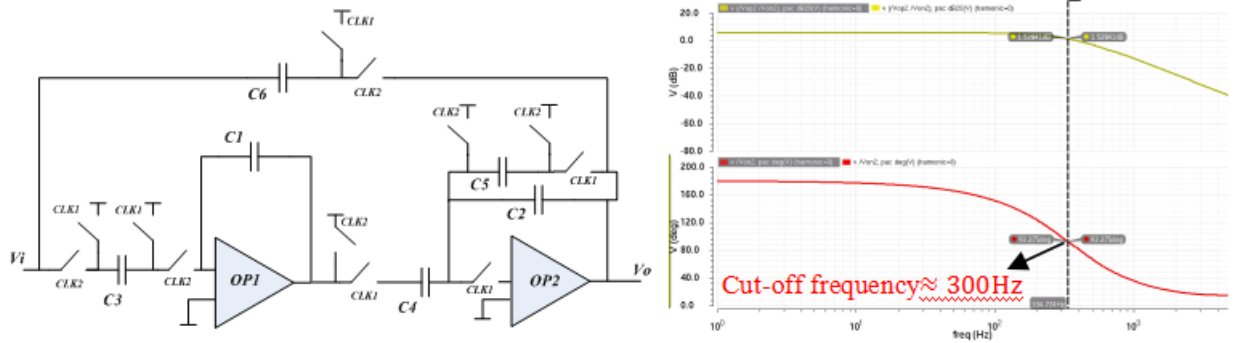 CLK1
C6
CLK2
C1
CLK2
CLK2
C5
CLK1
C2
CLK1
CLK1
CLK2
Vi
CLK2
C3
CLK2
OP1
CLK1
C4
CLK1
OP2
Vo
20.0
0.0
-20.0
-40.0
-60.0
-80.0
V (dB)
200.0
160.0
120.0
80.0
40.0
0.0
V (deg)
Cut-off frequency≈ 300Hz
10⁰
10¹
10²
10³
freq (Hz)